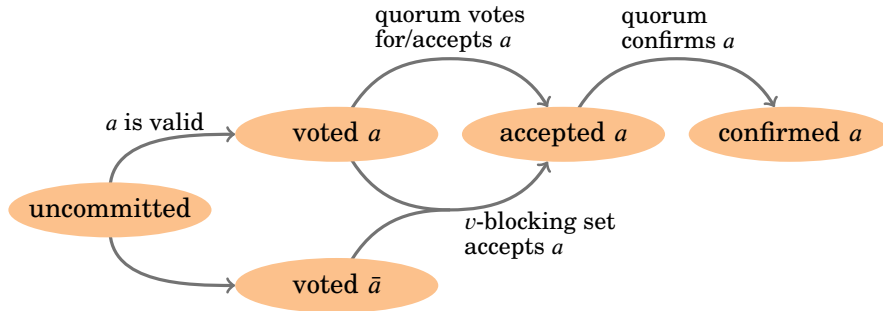 quorum votes
for/accepts a
quorum
confirms a
a is valid
voted a
accepted a
confirmed a
uncommitted
v-blocking set
accepts a
voted ā